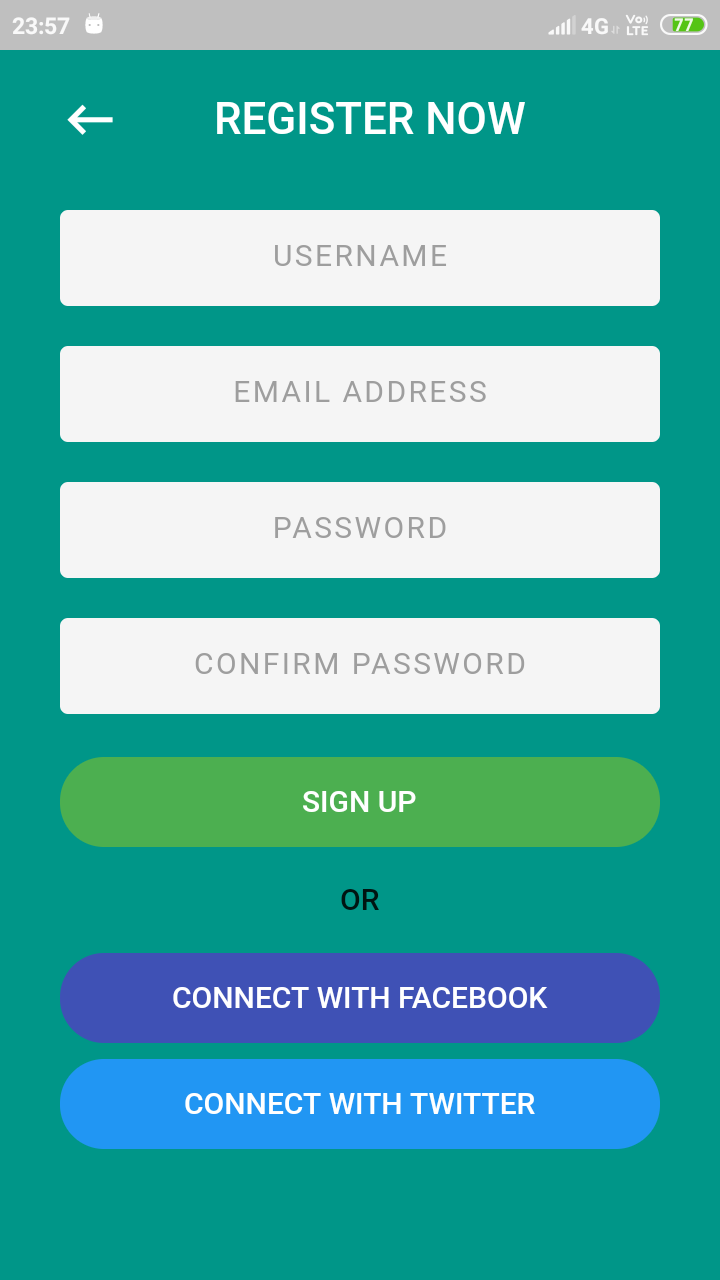 23:57 4G Vo LTE 77
REGISTER NOW
USERNAME
EMAIL ADDRESS
PASSWORD
CONFIRM PASSWORD
SIGN UP
OR
CONNECT WITH FACEBOOK
CONNECT WITH TWITTER